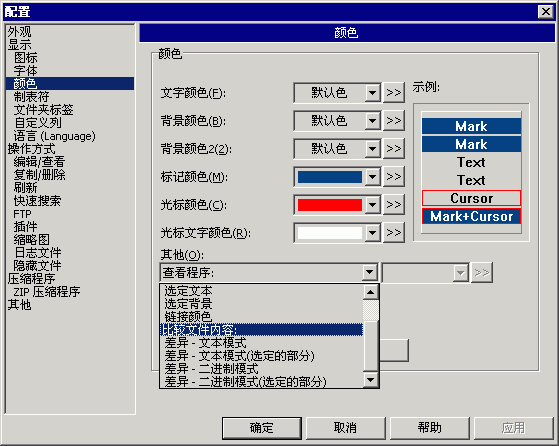 配置
外观
显示
图标
字体
颜色
制表符
文件夹标签
自定义列
语言 (Language)
操作方式
编辑/查看
复制/删除
刷新
快速搜索
FTP
插件
缩略图
日志文件
隐藏文件
压缩程序
ZIP 压缩程序
其他
颜色
颜色
文字颜色(F):
默认色
>>
背景颜色(B):
默认色
>>
背景颜色2(2):
默认色
>>
标记颜色(M):
>>
光标颜色(C):
>>
光标文字颜色(R):
>>
示例:
Mark
Mark
Text
Text
Cursor
Mark+Cursor
其他(O):
查看程序:
>>
选定文本
选定背景
链接颜色
比较文件内容:
差异 - 文本模式
差异 - 文本模式(选定的部分)
差异 - 二进制模式
差异 - 二进制模式(选定的部分)
确定
取消
帮助
应用